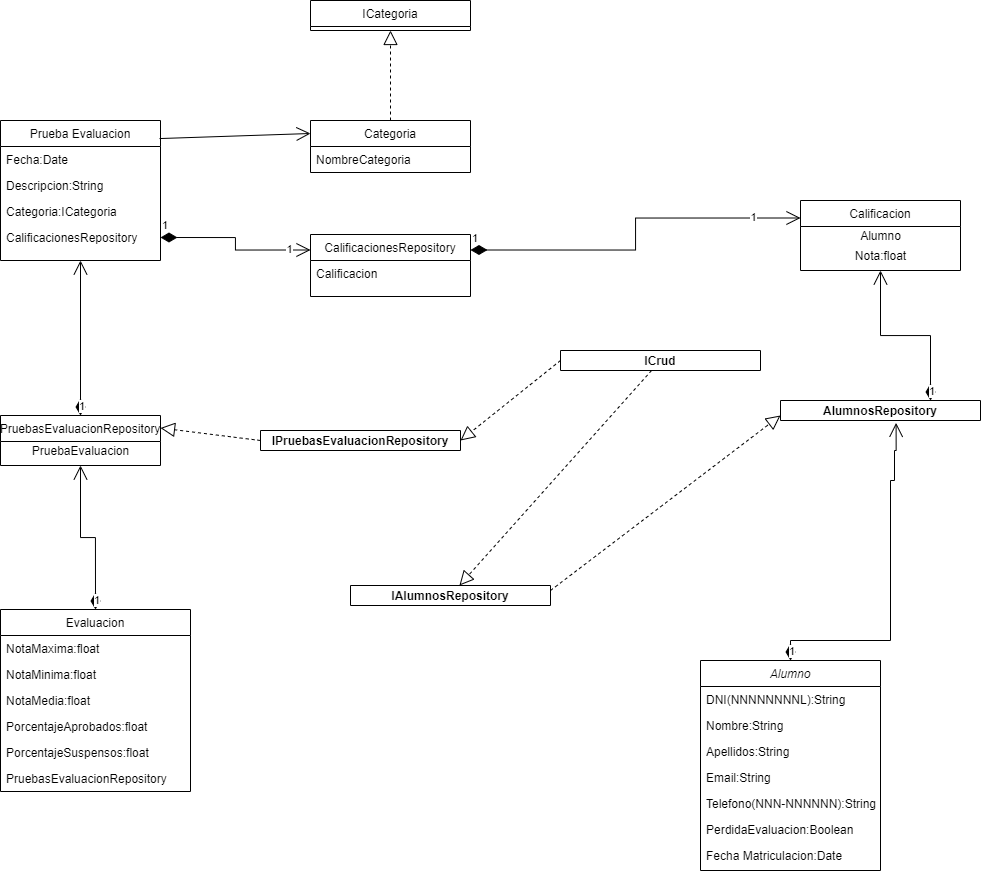 ICategoria
Prueba Evaluacion
Fecha:Date
Descripcion:String
Categoria:ICategoria
CalificacionesRepository
Categoria
NombreCategoria
1
1
CalificacionesRepository
Calificacion
1
1
Calificacion
Alumno
Nota:float
ICrud
1
AlumnosRepository
1
PruebasEvaluacionRepository
PruebaEvaluacion
IPruebasEvaluacionRepository
IAlumnosRepository
1
Evaluacion
NotaMaxima:float
NotaMinima:float
NotaMedia:float
PorcentajeAprobados:float
PorcentajeSuspensos:float
PruebasEvaluacionRepository
1
Alumno
DNI(NNNNNNNNL):String
Nombre:String
Apellidos:String
Email:String
Telefono(NNN-NNNNNN):String
PerdidaEvaluacion:Boolean
Fecha Matriculacion:Date